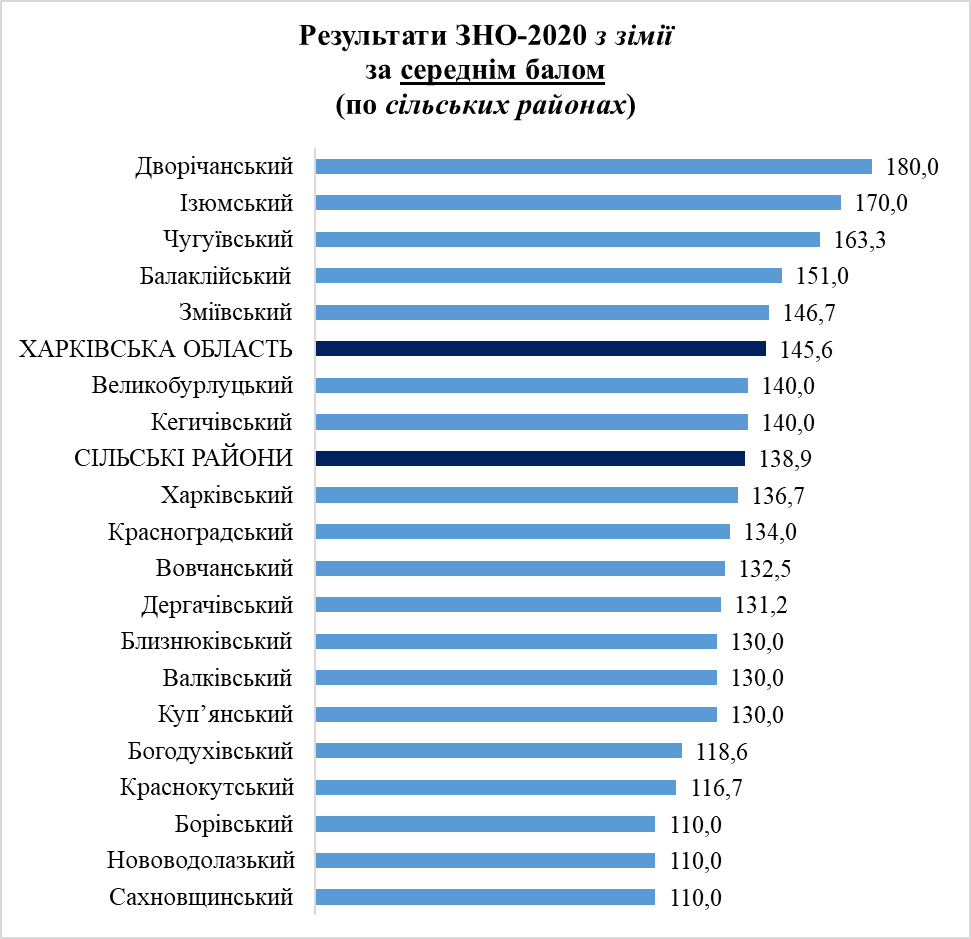 Результати ЗНО-2020 з зімії
за середнім балом
(по сільських районах)
Дворічанський 180,0
Ізюмський 170,0
Чугуївський 163,3
Балаклійський 151,0
Зміївський 146,7
ХАРКІВСЬКА ОБЛАСТЬ 145,6
Великобурлуцький 140,0
Кегичівський 140,0
СІЛЬСЬКІ РАЙОНИ 138,9
Харківський 136,7
Красноградський 134,0
Вовчанський 132,5
Дергачівський 131,2
Близнюківський 130,0
Валківський 130,0
Куп’янський 130,0
Богодухівський 118,6
Краснокутський 116,7
Борівський 110,0
Нововодолазький 110,0
Сахновщинський 110,0